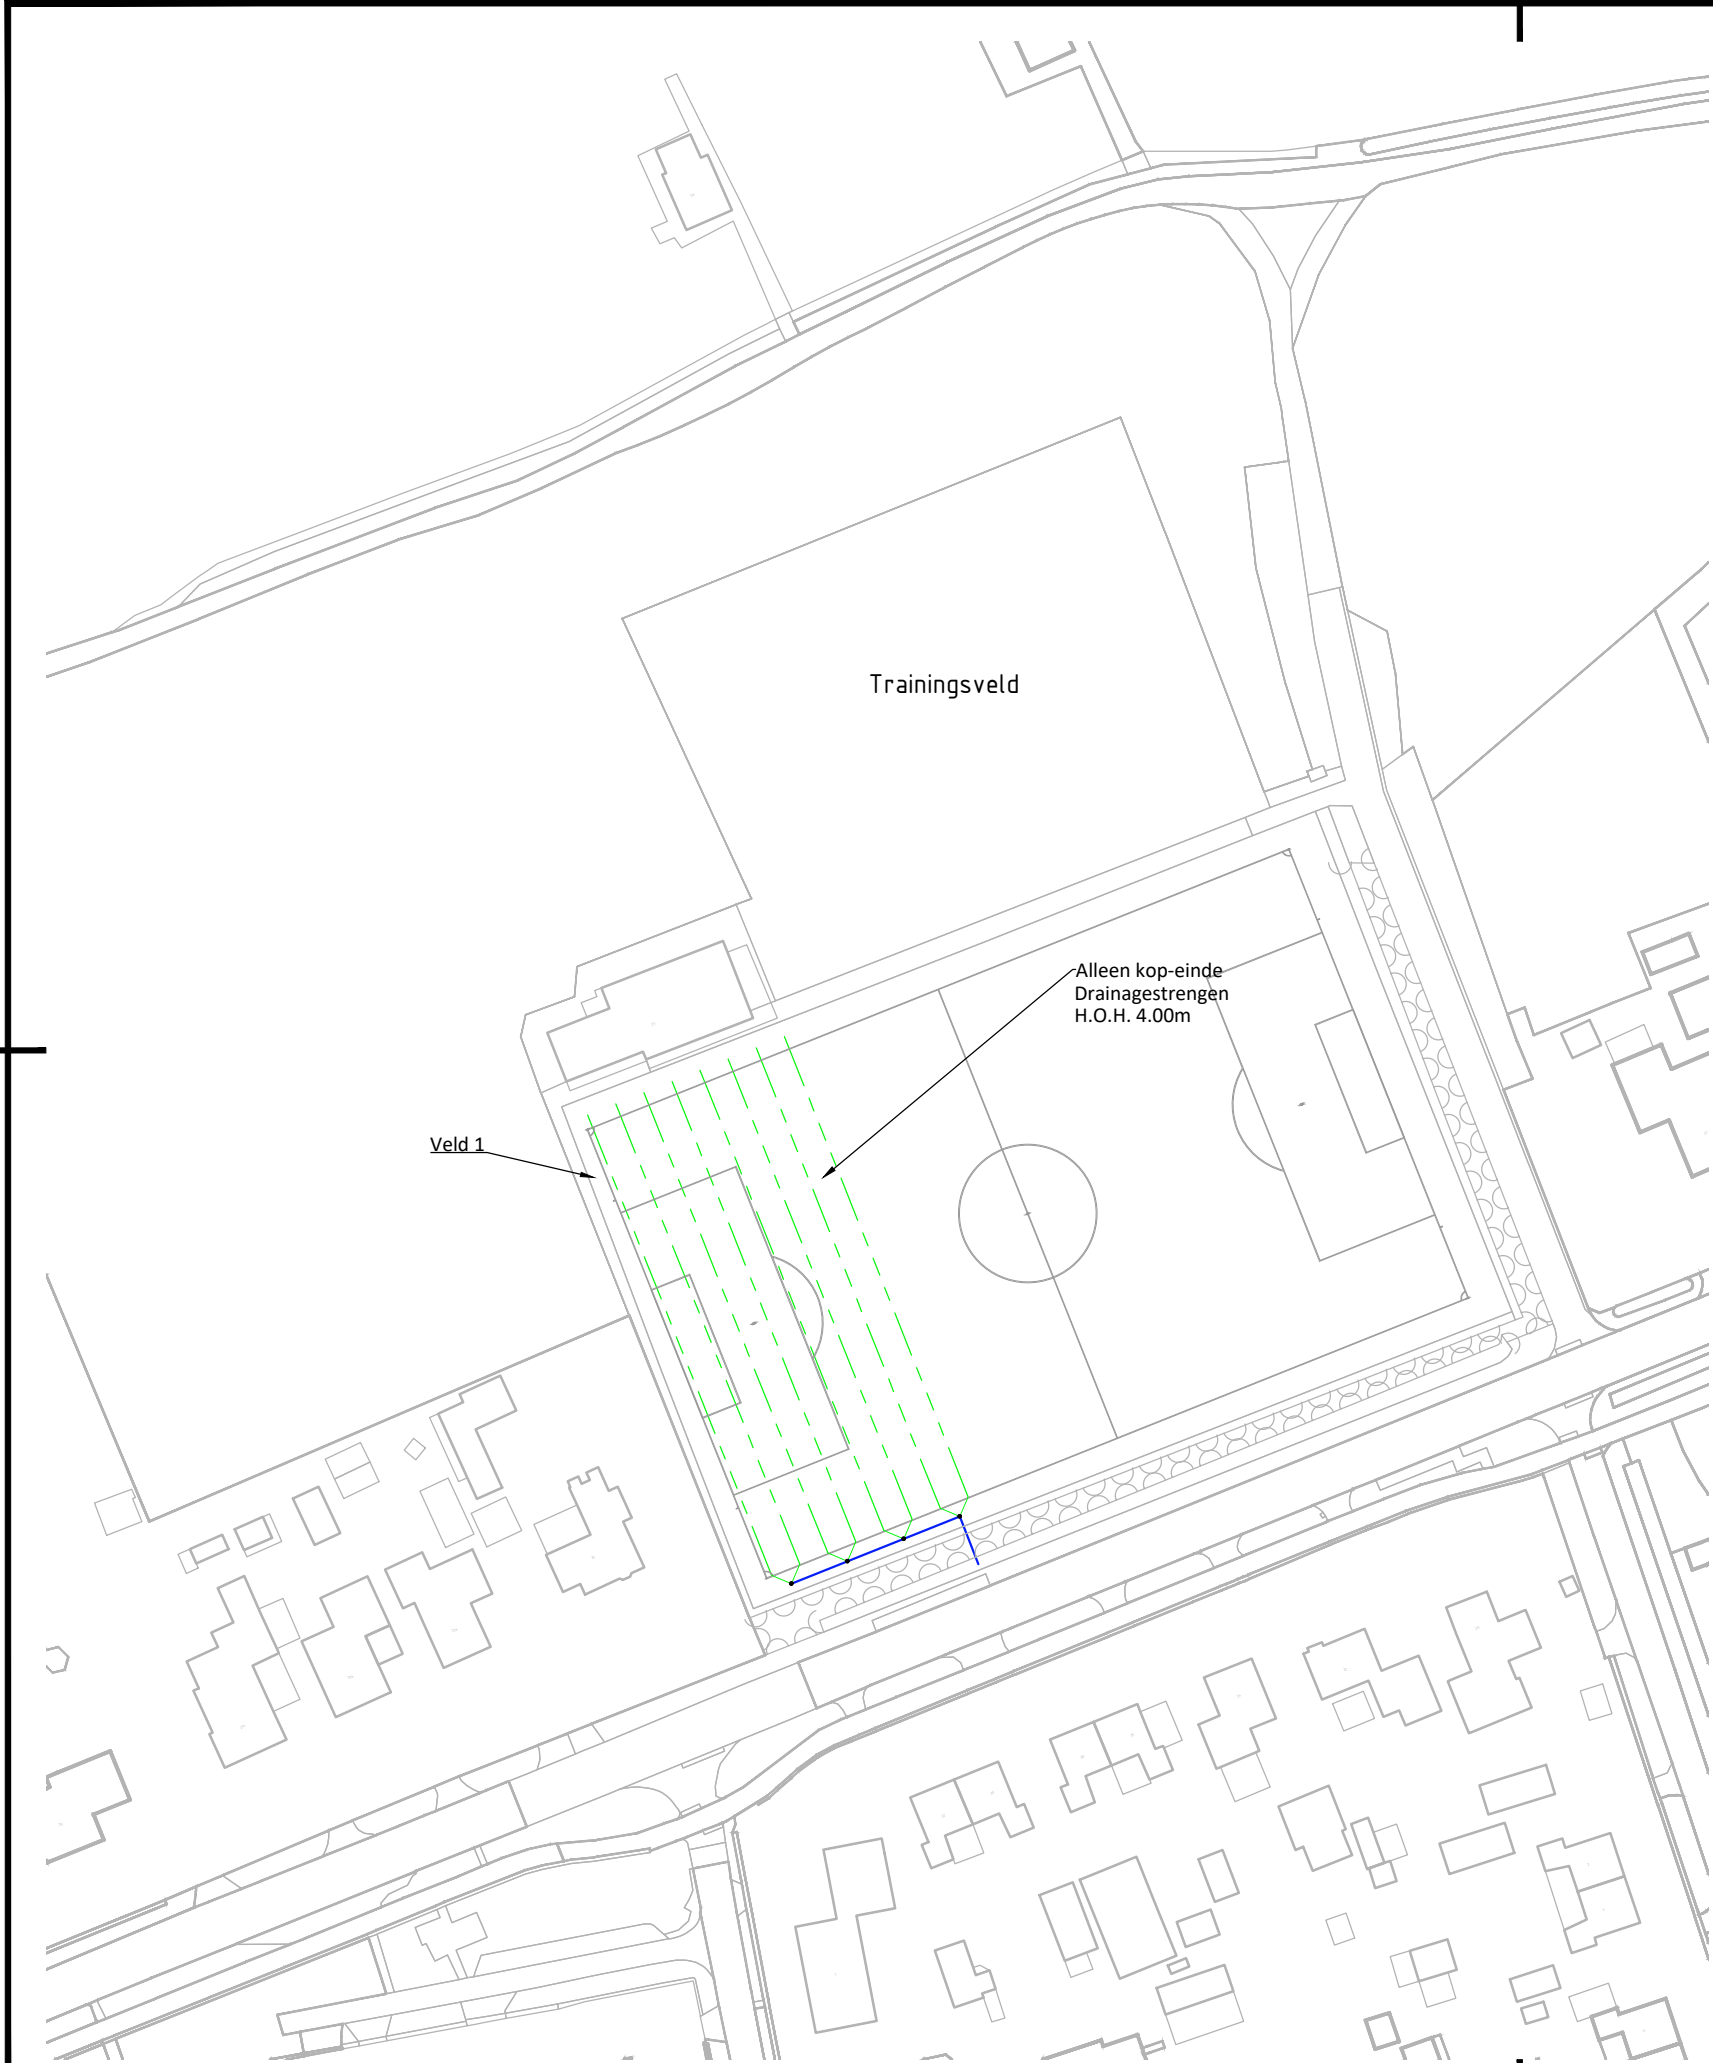 Trainingsveld
Alleen kop-einde
Drainagestrengen
H.O.H. 4.00m
Veld 1